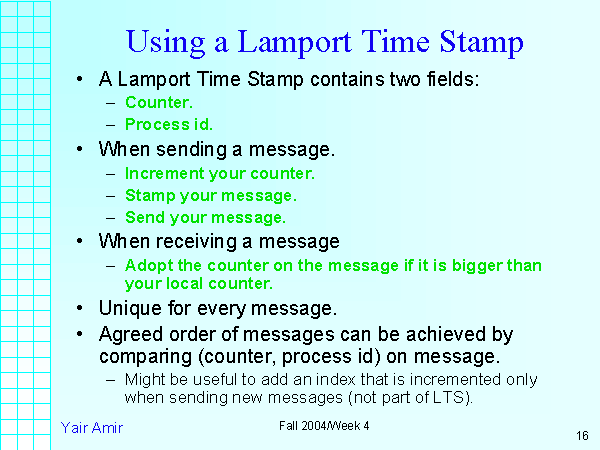 Using a Lamport Time Stamp
• A Lamport Time Stamp contains two fields:
– Counter.
– Process id.
• When sending a message.
– Increment your counter.
– Stamp your message.
– Send your message.
• When receiving a message
– Adopt the counter on the message if it is bigger than
your local counter.
• Unique for every message.
• Agreed order of messages can be achieved by
comparing (counter, process id) on message.
– Might be useful to add an index that is incremented only
when sending new messages (not part of LTS).
Yair Amir
Fall 2004/Week 4
16